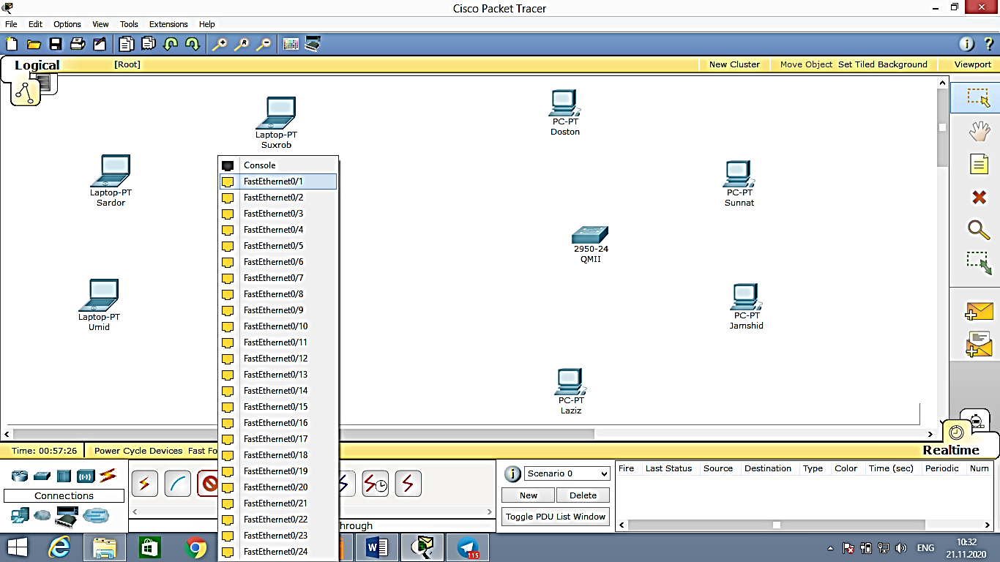 Cisco Packet Tracer
File Edit Options View Tools Extensions Help
Logical [Root] New Cluster Move Object Set Tiled Background Viewport
Laptop-PT
Suxrob
PC-PT
Doston
Laptop-PT
Sardor
PC-PT
Sunnat
2950-24
QMII
Laptop-PT
Umid
PC-PT
Jamshid
PC-PT
Laziz
Console
FastEthernet0/1
FastEthernet0/2
FastEthernet0/3
FastEthernet0/4
FastEthernet0/5
FastEthernet0/6
FastEthernet0/7
FastEthernet0/8
FastEthernet0/9
FastEthernet0/10
FastEthernet0/11
FastEthernet0/12
FastEthernet0/13
FastEthernet0/14
FastEthernet0/15
FastEthernet0/16
FastEthernet0/17
FastEthernet0/18
FastEthernet0/19
FastEthernet0/20
FastEthernet0/21
FastEthernet0/22
FastEthernet0/23
FastEthernet0/24
Time: 00:57:26 Power Cycle Devices Fast Fo
Realtime
Connections
hrough
Scenario 0
New Delete
Toggle PDU List Window
Fire Last Status Source Destination Type Color Time (sec) Periodic Num
115
ENG
10:32
21.11.2020